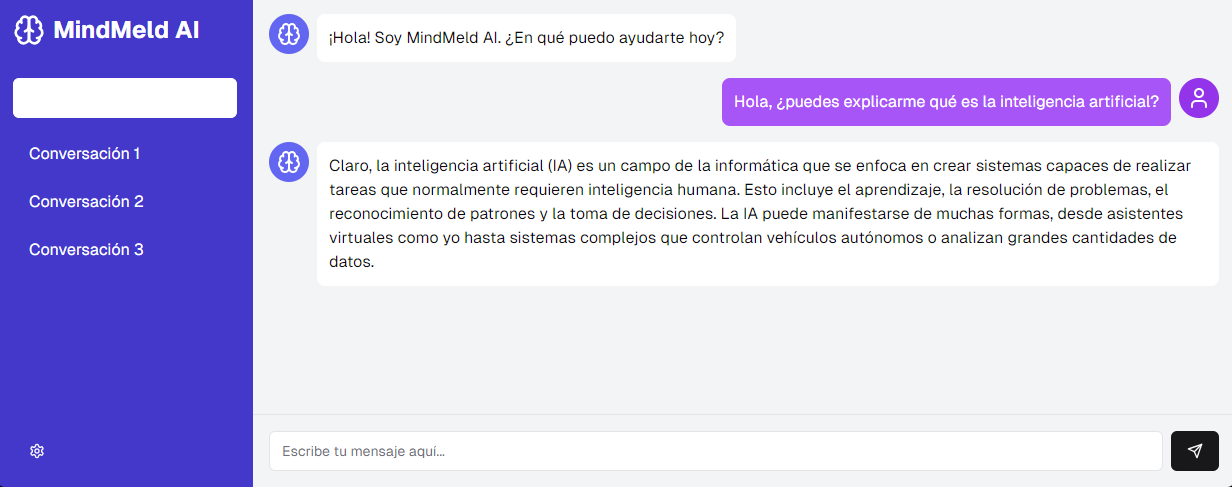 MindMeld AI
Conversación 1
Conversación 2
Conversación 3
¡Hola! Soy MindMeld AI. ¿En qué puedo ayudarte hoy?
Hola, ¿puedes explicarme qué es la inteligencia artificial?
Claro, la inteligencia artificial (IA) es un campo de la informática que se enfoca en crear sistemas capaces de realizar
tareas que normalmente requieren inteligencia humana. Esto incluye el aprendizaje, la resolución de problemas, el
reconocimiento de patrones y la toma de decisiones. La IA puede manifestarse de muchas formas, desde asistentes
virtuales como yo hasta sistemas complejos que controlan vehículos autónomos o analizan grandes cantidades de
datos.
Escribe tu mensaje aquí...